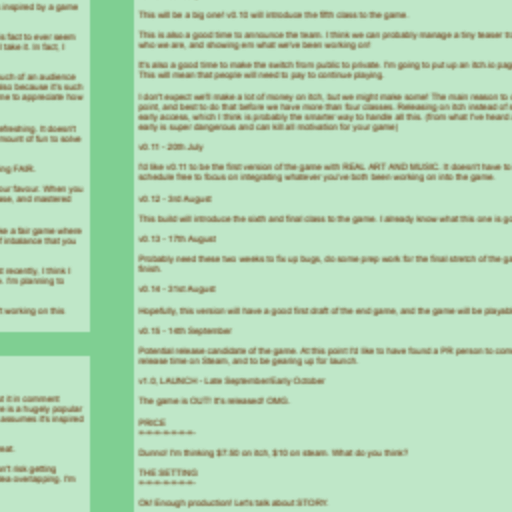 inspired by a game
s fact to ever seem
take it. In fact, I
uch of an audience
lso because it's such
me to appreciate how
freshing. It doesn't
mount of fun to solve
ng FAIR.
our favour. When you
ase, and mastered
ke a fair game where
f imbalance that you
d recently, I think I
s. I'm planning to
t working on this
d it in comment
e is a hugely popular
assumes it's inspired
eat.
n't risk getting
ea overlapping. I'm
This will be a big one! v0.10 will introduce the fifth class to the game.
This is also a good time to announce the team. I think we can probably manage a tiny teaser tr
who we are, and showing em what we've been working on!
It's also a good time to make the switch from public to private. I'm going to put up an itch.io pag
This will mean that people will need to pay to continue playing.
I don't expect we'll make a lot of money on itch, but we might make some! The main reason to
point, and best to do that before we have more than four classes. Releasing on itch instead of s
early access, which I think is probably the smarter way to handle all this. (from what I've heard
early is super dangerous and can kill all motivation for your game)
v0.11 - 20th July
I'd like v0.11 to be the first version of the game with REAL ART AND MUSIC. It doesn't have to
schedule free to focus on integrating whatever you've both been working on into the game.
v0.12 - 3rd August
This build will introduce the sixth and final class to the game. I already know what this one is go
v0.13 - 17th August
Probably need these two weeks to fix up bugs, do some prep work for the final stretch of the ga
finish.
v0.14 - 31st August
Hopefully, this version will have a good first draft of the end game, and the game will be playabl
v0.15 - 14th September
Potential release candidate of the game. At this point I'd like to have found a PR person to com
release time on Steam, and to be gearing up for launch.
v1.0, LAUNCH - Late September/Early October
The game is OUT! It's released! OMG.
PRICE
=-=-=-=-=-=-
Dunno! I'm thinking $7.50 on itch, $10 on steam. What do you think?
THE SETTING
=-=-=-=-=-=-
Ok! Enough production! Let's talk about STORY.